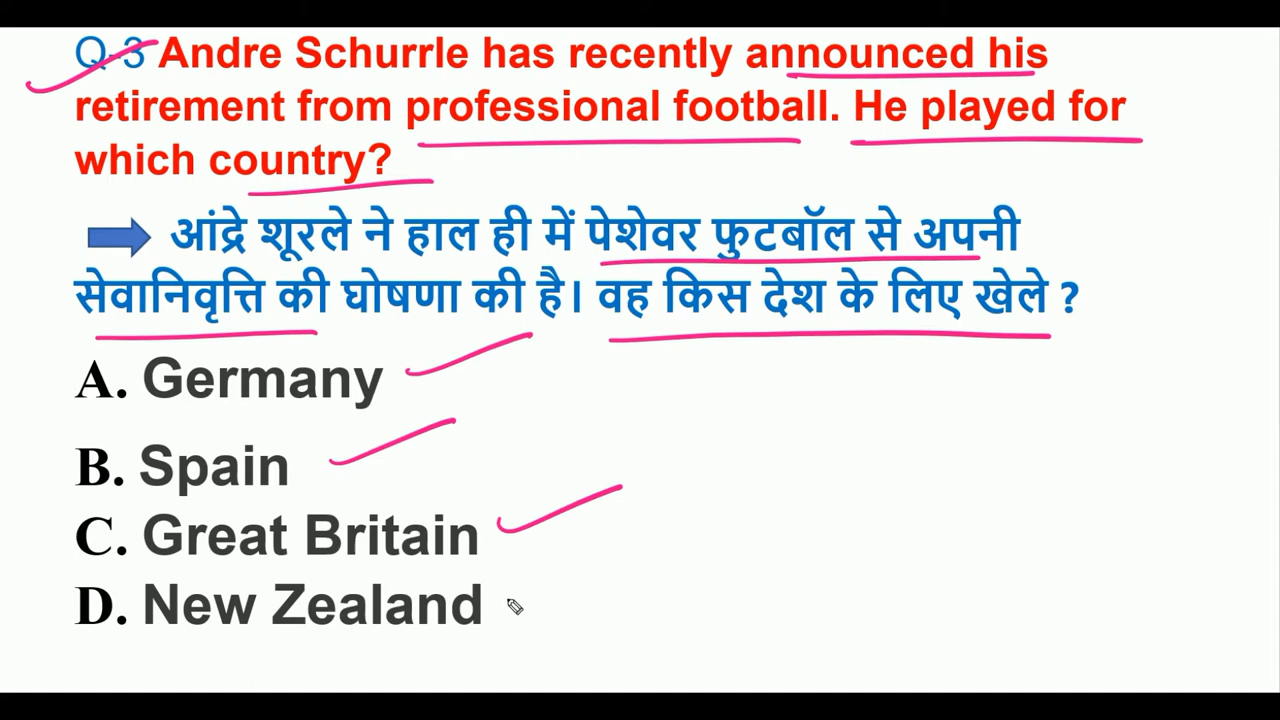 Q-3 Andre Schurrle has recently announced his
retirement from professional football. He played for
which country?
आंद्रे शूरले ने हाल ही में पेशेवर फुटबॉल से अपनी
सेवानिवृत्ति की घोषणा की है। वह किस देश के लिए खेले ?
A. Germany
B. Spain
C. Great Britain
D. New Zealand